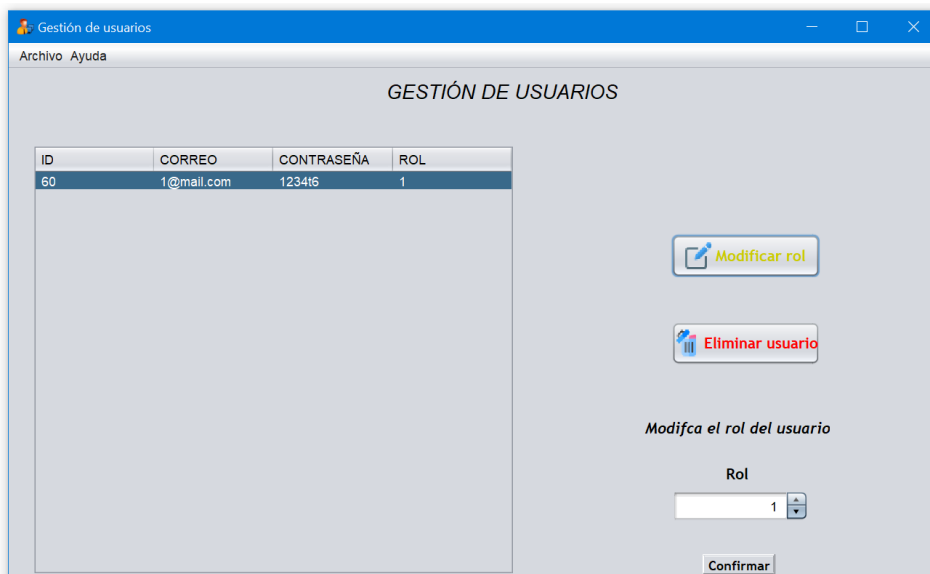 Gestión de usuarios
Archivo Ayuda
GESTIÓN DE USUARIOS
ID CORREO CONTRASEÑA ROL
60 1@mail.com 1234t6 1
Modificar rol
Eliminar usuario
Modifca el rol del usuario
Rol
1
Confirmar